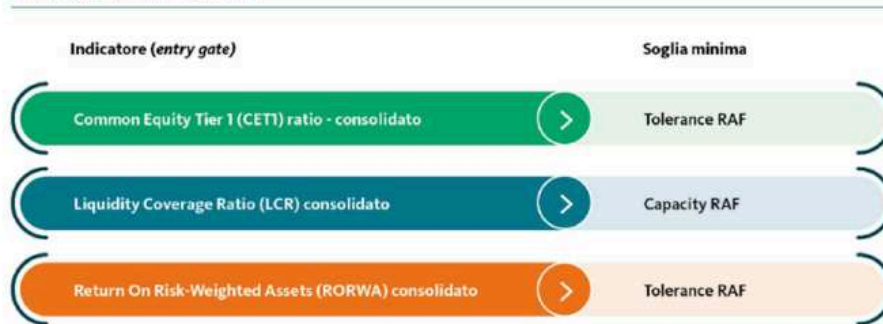 Indicatore (entry gate) Soglia minima
Common Equity Tier 1 (CET1) ratio - consolidato Tolerance RAF
Liquidity Coverage Ratio (LCR) consolidato Capacity RAF
Return On Risk-Weighted Assets (RORWA) consolidato Tolerance RAF